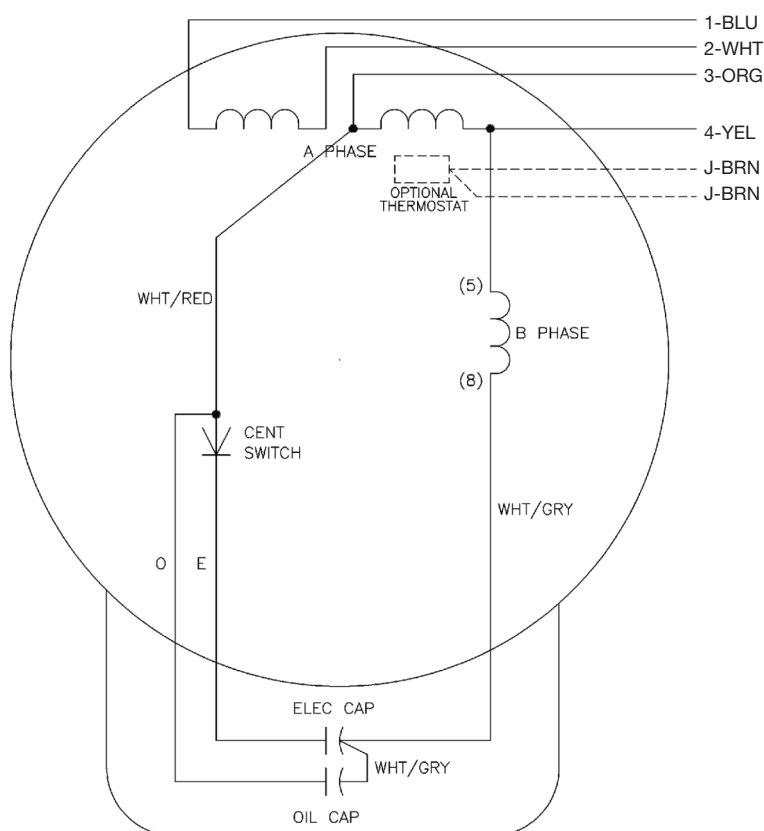 1-BLU
2-WHT
3-ORG
4-YEL
A PHASE
J-BRN
J-BRN
OPTIONAL
THERMOSTAT
(5)
WHT/RED
B PHASE
(8)
CENT
SWITCH
WHT/GRY
O
E
ELEC CAP
WHT/GRY
OIL CAP